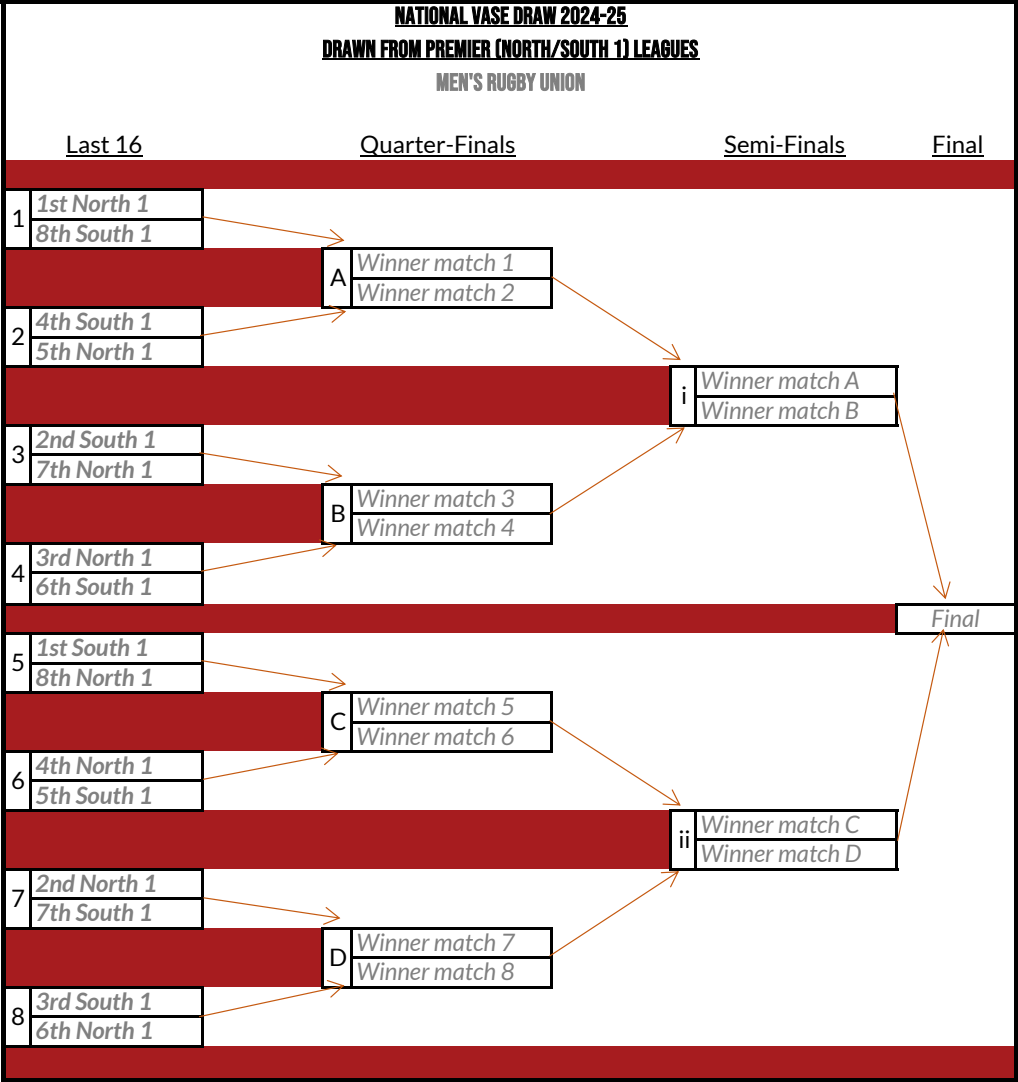 NATIONAL VASE DRAW 2024-25
DRAWN FROM PREMIER (NORTH/SOUTH 1) LEAGUES
MEN'S RUGBY UNION
Last 16 Quarter-Finals Semi-Finals Final
1
1st North 1
8th South 1
A
Winner match 1
Winner match 2
2
4th South 1
5th North 1
i
Winner match A
Winner match B
3
2nd South 1
7th North 1
B
Winner match 3
Winner match 4
4
3rd North 1
6th South 1
Final
5
1st South 1
8th North 1
C
Winner match 5
Winner match 6
6
4th North 1
5th South 1
ii
Winner match C
Winner match D
7
2nd North 1
7th South 1
D
Winner match 7
Winner match 8
8
3rd South 1
6th North 1